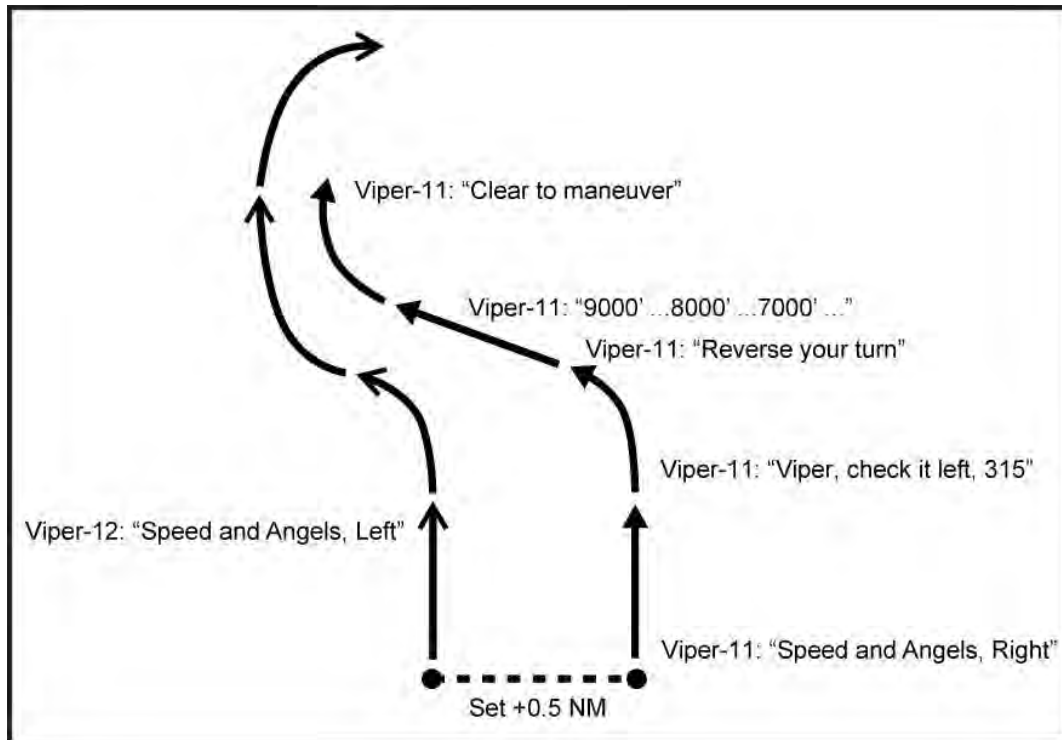 Viper-11: “Clear to maneuver”
Viper-11: “9000’ ...8000’ ...7000’ ...”
Viper-11: “Reverse your turn”
Viper-11: “Viper, check it left, 315”
Viper-12: “Speed and Angels, Left”
Viper-11: “Speed and Angels, Right”
Set +0.5 NM